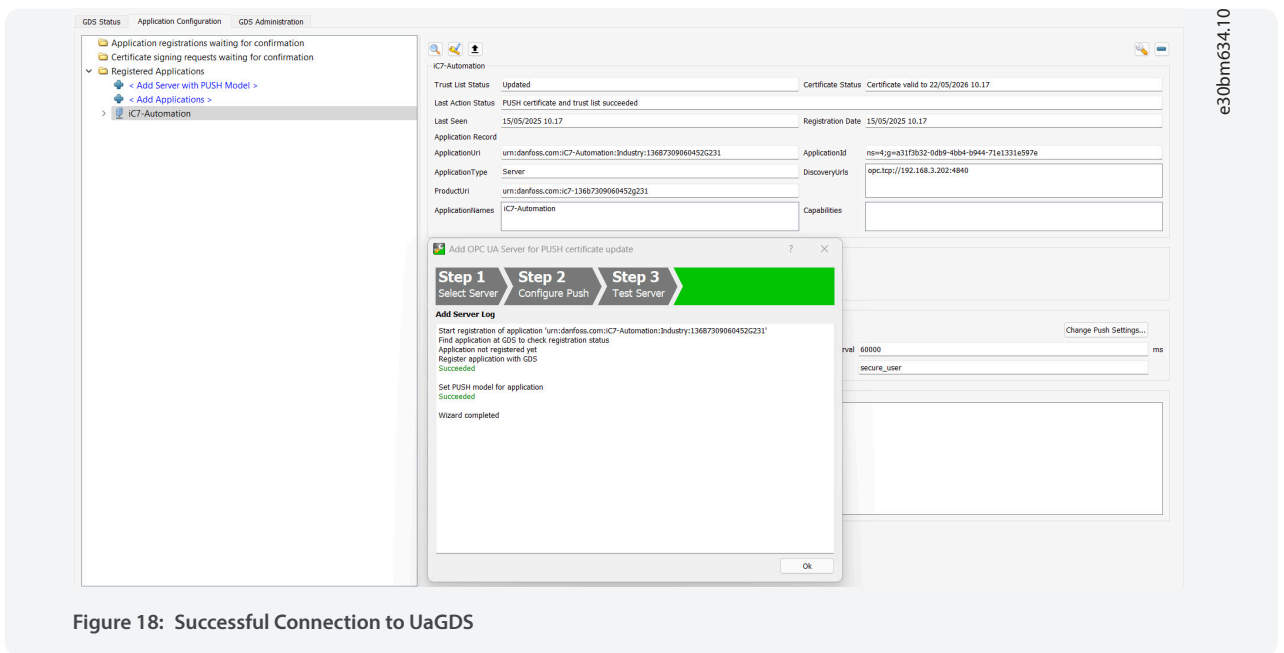 GDS Status Application Configuration GDS Administration
Application registrations waiting for confirmation
Certificate signing requests waiting for confirmation
Registered Applications
< Add Server with PUSH Model >
< Add Applications >
iC7-Automation
iC7-Automation
Trust List Status Updated Certificate Status Certificate valid to 22/05/2026 10.17
Last Action Status PUSH certificate and trust list succeeded
Last Seen 15/05/2025 10.17 Registration Date 15/05/2025 10.17
Application Record
ApplicationUri urn:danfoss.com:iC7-Automation:Industry:136B7309060452G231 ApplicationId ns=4;g=a31f3b32-0db9-4bb4-b944-71e1331e597e
ApplicationType Server DiscoveryUrls opc.tcp://192.168.3.202:4840
ProductUri urn:danfoss.com:ic7-136b7309060452g231
ApplicationNames iC7-Automation Capabilities
Add OPC UA Server for PUSH certificate update ?
Step 1 Step 2 Step 3
Select Server Configure Push Test Server
Add Server Log
Start registration of application 'urn:danfoss.com:iC7-Automation:Industry:136B7309060452G231'
Find application at GDS to check registration status
Application not registered yet
Register application with GDS
Succeeded
Set PUSH model for application
Succeeded
Wizard completed
Ok
Change Push Settings...
rval 60000 ms
secure_user
e30bm634.10
Figure 18: Successful Connection to UaGDS